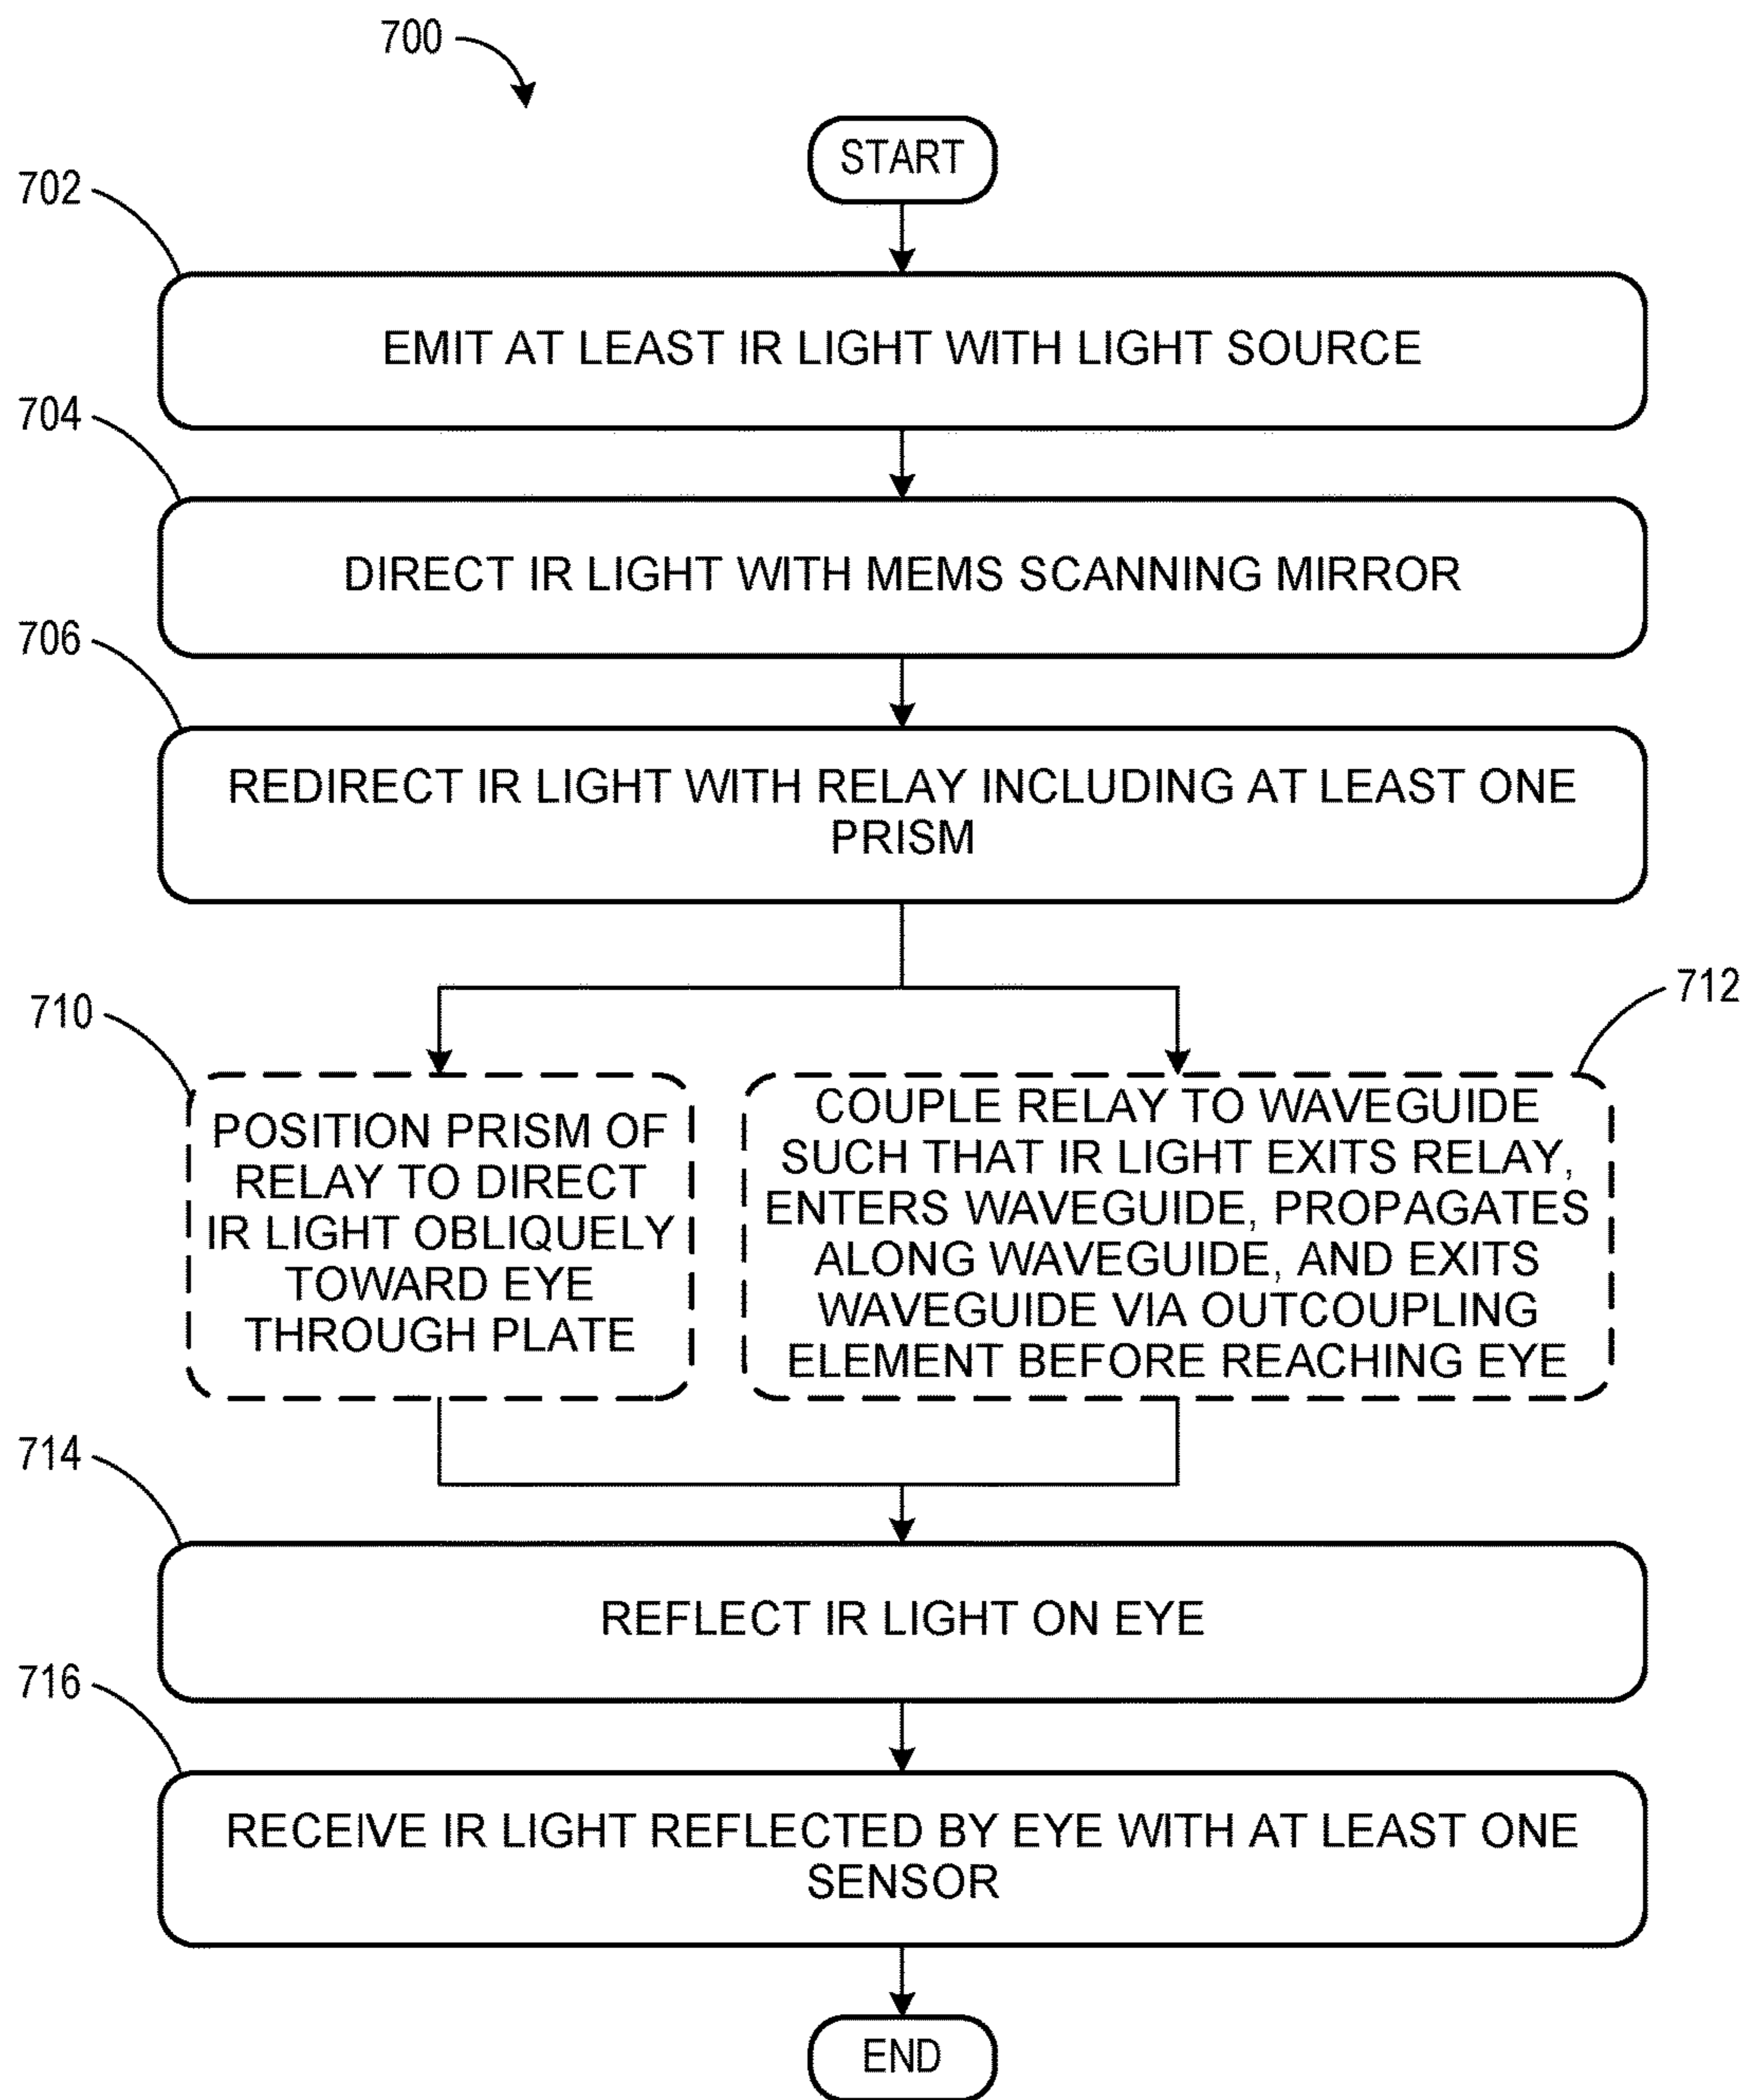 700
START
702
EMIT AT LEAST IR LIGHT WITH LIGHT SOURCE
704
DIRECT IR LIGHT WITH MEMS SCANNING MIRROR
706
REDIRECT IR LIGHT WITH RELAY INCLUDING AT LEAST ONE
PRISM
710
POSITION PRISM OF
RELAY TO DIRECT
IR LIGHT OBLIQUELY
TOWARD EYE
THROUGH PLATE
712
COUPLE RELAY TO WAVEGUIDE
SUCH THAT IR LIGHT EXITS RELAY,
ENTERS WAVEGUIDE, PROPAGATES
ALONG WAVEGUIDE, AND EXITS
WAVEGUIDE VIA OUTCOUPLING
ELEMENT BEFORE REACHING EYE
714
REFLECT IR LIGHT ON EYE
716
RECEIVE IR LIGHT REFLECTED BY EYE WITH AT LEAST ONE
SENSOR
END